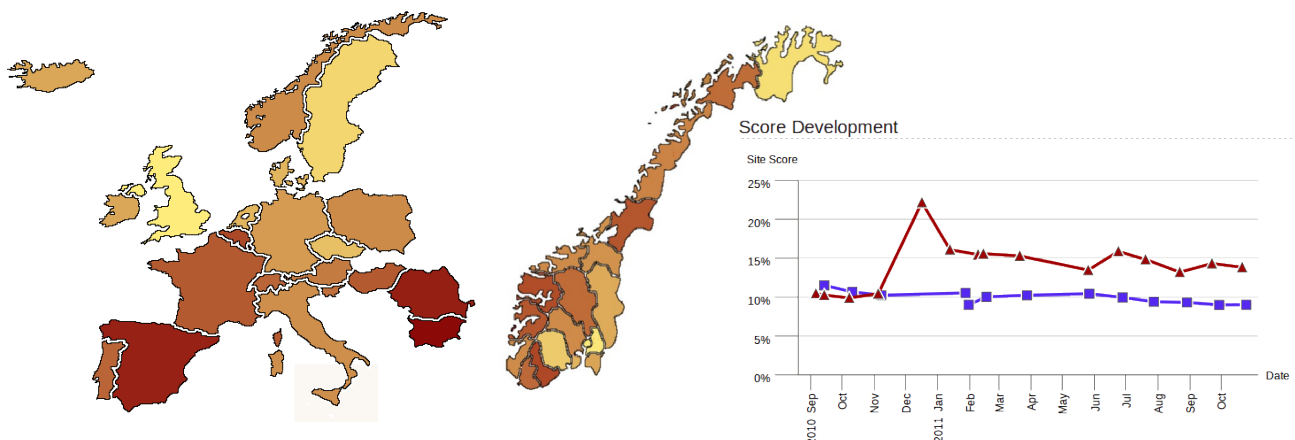 Score Development
Site Score
25%
20%
15%
10%
5%
0%
Date
Sep
Oct
Nov
Dec
Jan
Feb
Mar
Apr
May
Jun
Jul
Aug
Sep
Oct
2010
2011